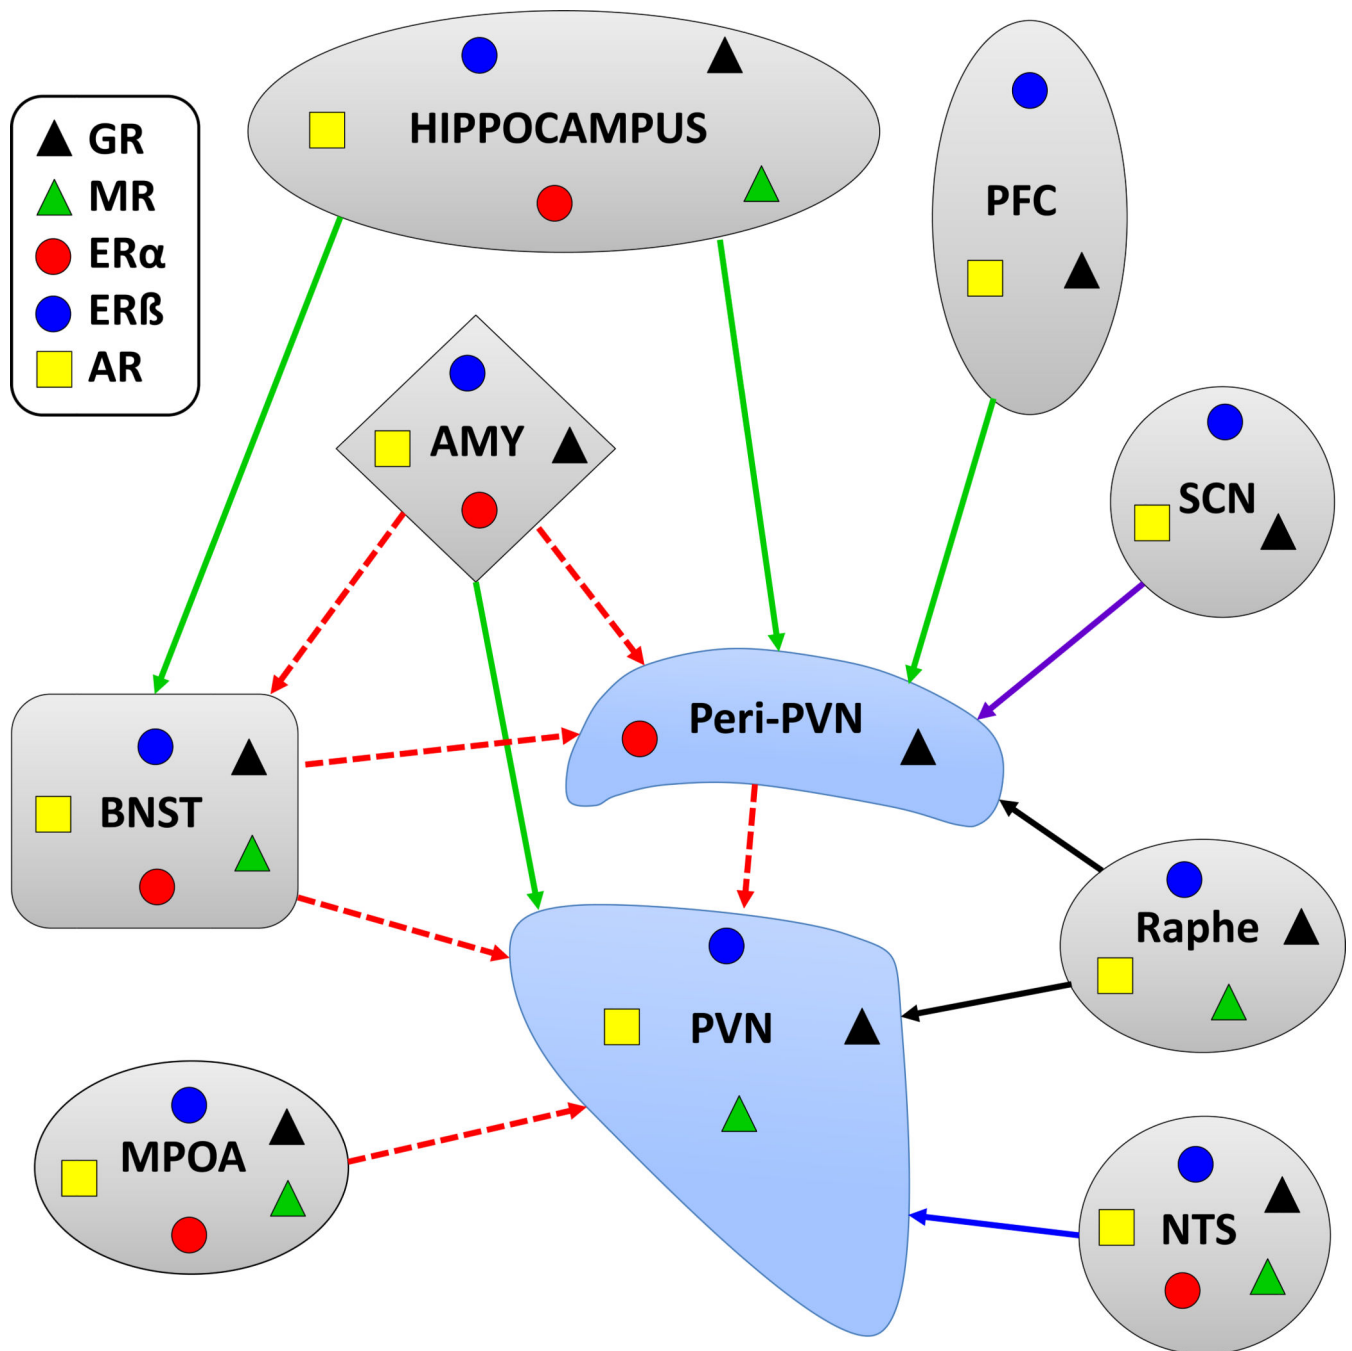 HIPPOCAMPUS
GR
MR
ERα
ERß
AR
PFC
AMY
SCN
Peri-PVN
BNST
Raphe
PVN
MPOA
NTS